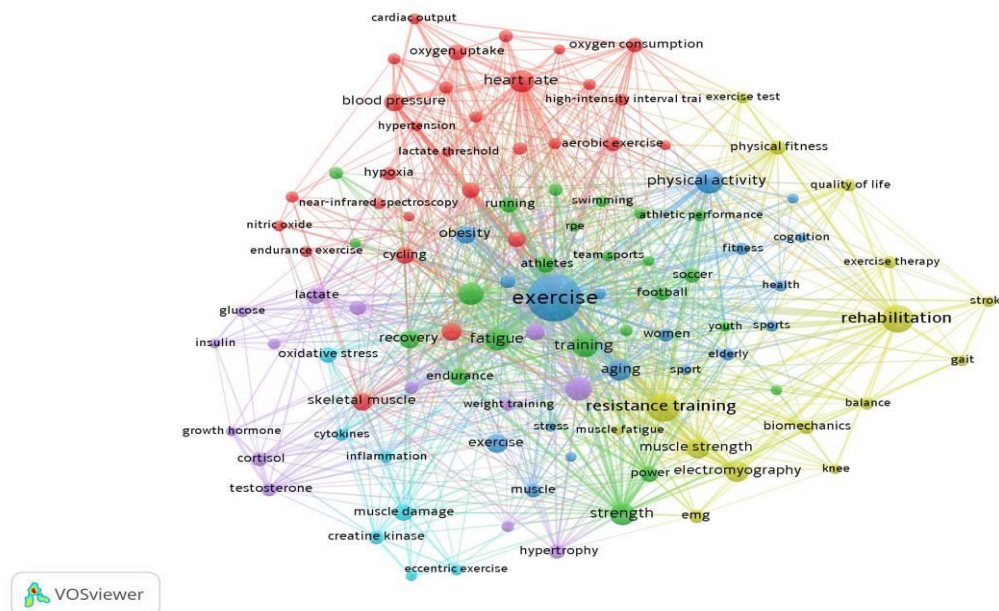 cardiac output
oxygen uptake
oxygen consumption
heart rate
blood pressure
high-intensity interval trai
exercise test
hypertension
lactate threshold
aerobic exercise
physical fitness
hypoxia
physical activity
quality of life
near-infrared spectroscopy
running
swimming
nitric oxide
rpe
athletic performance
obesity
cognition
endurance exercise
cycling
athletes
team sports
fitness
soccer
exercise therapy
lactate
exercise
football
health
glucose
strok
rehabilitation
insulin
recovery
fatigue
training
women
youth
sports
oxidative stress
elderly
gait
endurance
aging
sport
skeletal muscle
weight training
resistance training
balance
growth hormone
cytokines
stress
muscle fatigue
biomechanics
exercise
muscle strength
cortisol
inflammation
electromyography
knee
testosterone
muscle
power
muscle damage
strength
emg
creatine kinase
hypertrophy
eccentric exercise
VOSviewer